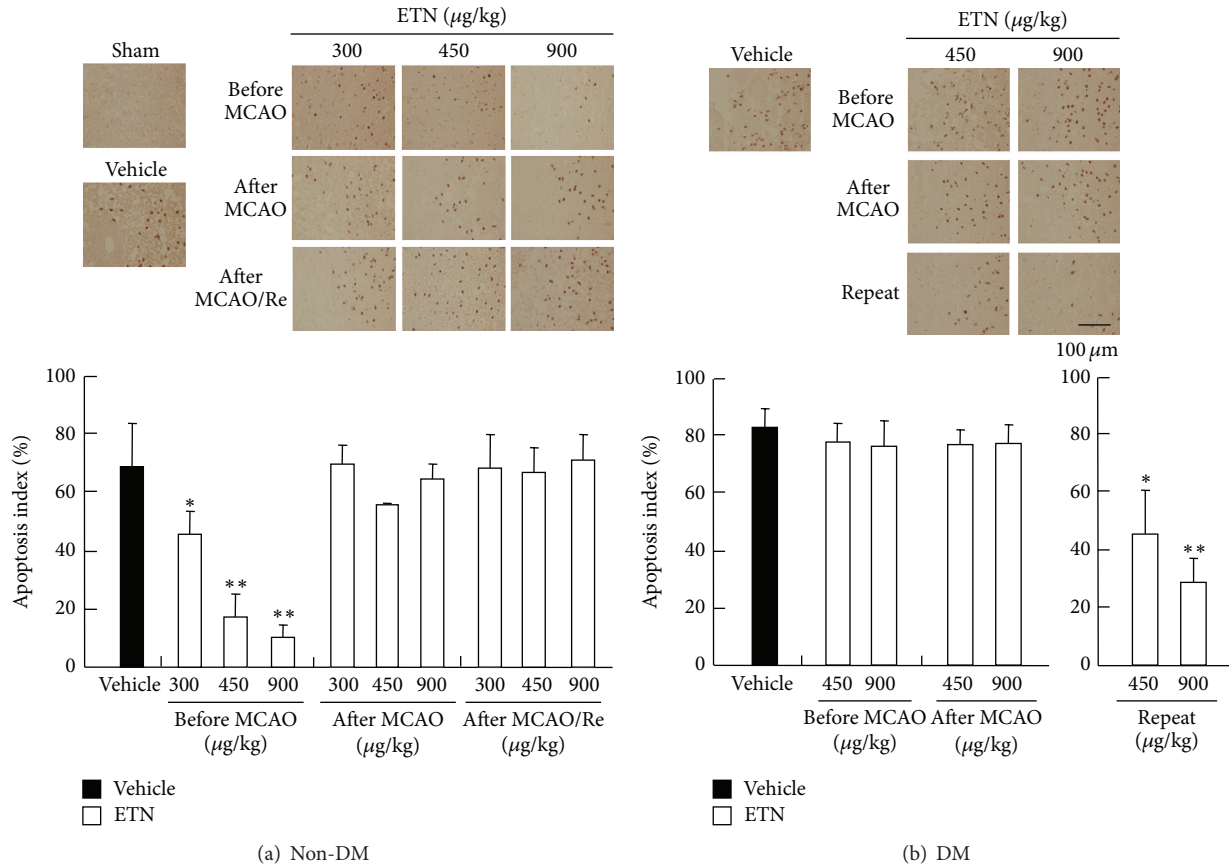 ETN (μg/kg)
Sham
300 450 900
Before
MCAO
Vehicle
After
MCAO
After
MCAO/Re
100
80
60
40
20
0
Apoptosis index (%)
*
**
**
Vehicle
300 450 900
300 450 900
300 450 900
Before MCAO
(μg/kg)
After MCAO
(μg/kg)
After MCAO/Re
(μg/kg)
Vehicle
ETN
(a) Non-DM
ETN (μg/kg)
Vehicle
450 900
Before
MCAO
After
MCAO
Repeat
100 μm
100
80
60
40
20
0
Apoptosis index (%)
Vehicle
450 900
450 900
Before MCAO
(μg/kg)
After MCAO
(μg/kg)
100
80
60
40
20
0
*
**
450 900
Repeat
(μg/kg)
Vehicle
ETN
(b) DM